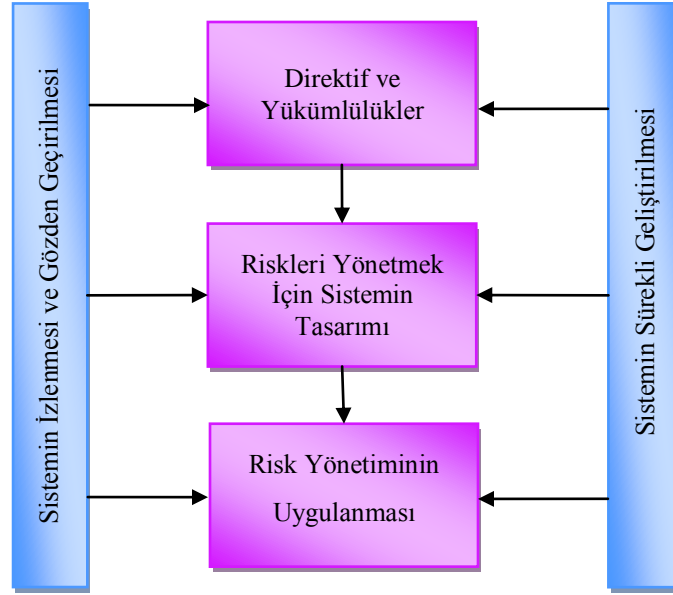 Sistemin İzlenmesi ve Gözden Geçirilmesi
Direktif ve
Yükümlülükler
Riskleri Yönetmek
İçin Sistemin
Tasarımı
Risk Yönetiminin
Uygulanması
Sistemin Sürekli Geliştirilmesi